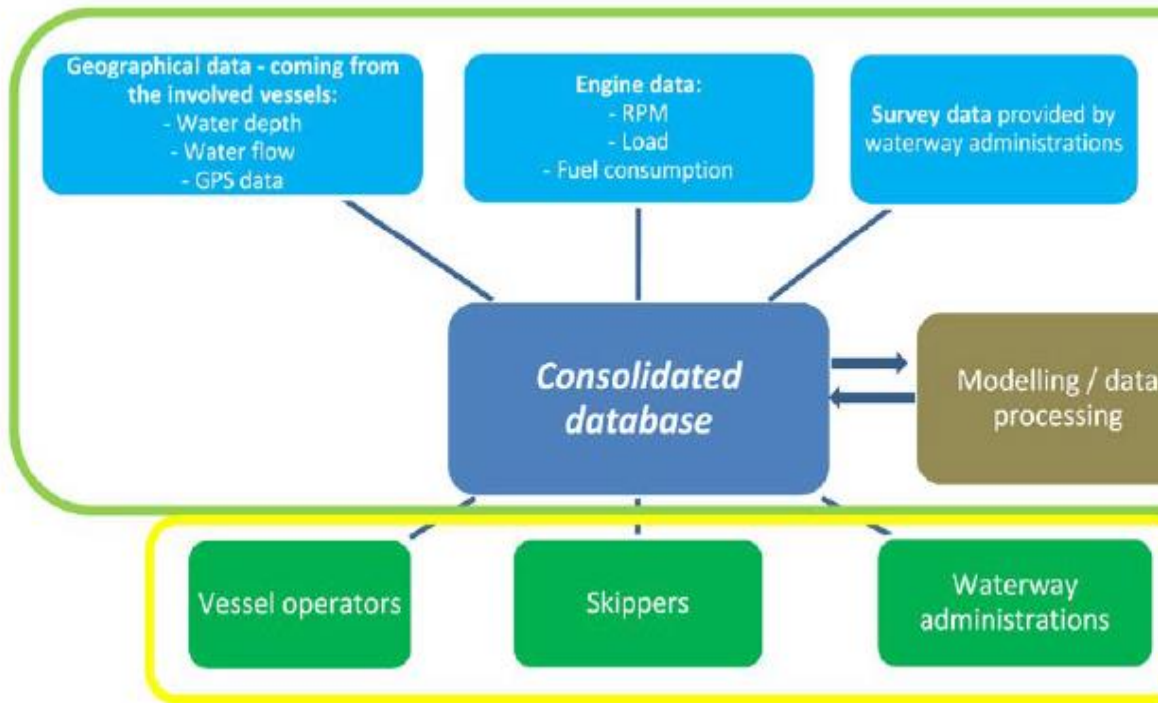 Geographical data - coming from
the involved vessels:
- Water depth
- Water flow
- GPS data
Engine data:
- RPM
- Load
- Fuel consumption
Survey data provided by
waterway administrations
Consolidated
database
Modelling / data
processing
Vessel operators
Skippers
Waterway
administrations